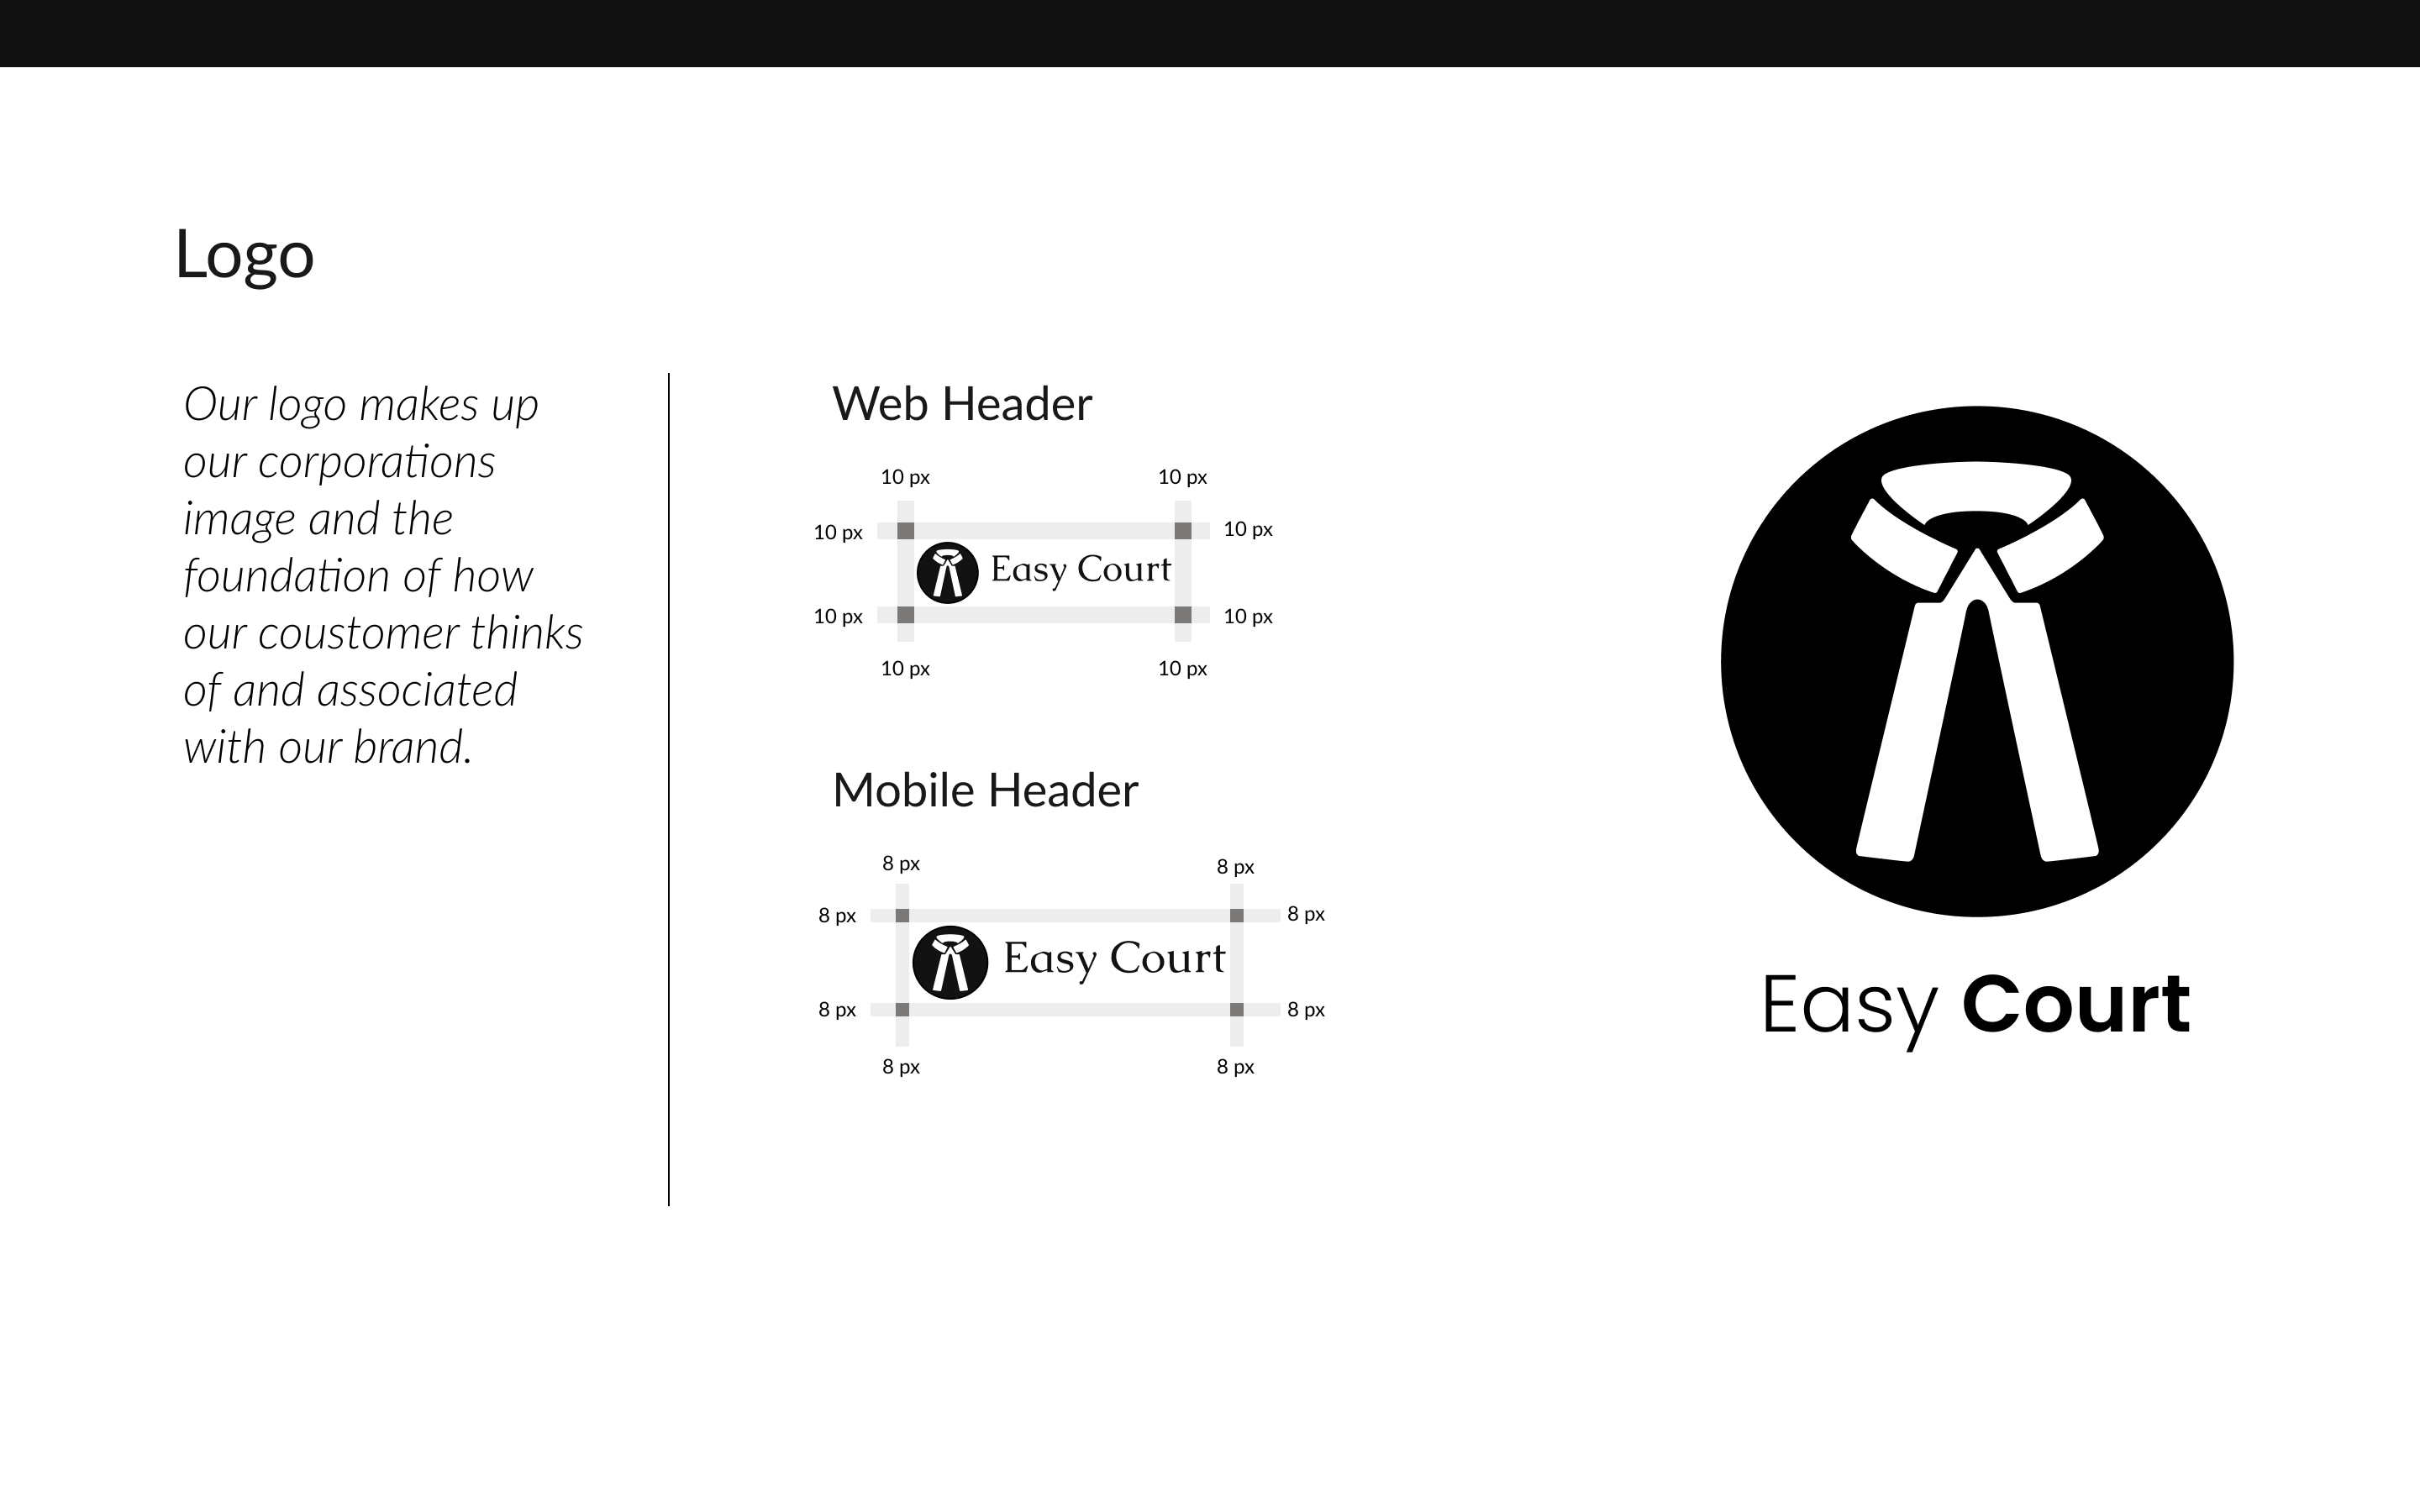 Logo
Our logo makes up
our corporations
image and the
foundation of how
our coustomer thinks
of and associated
with our brand.
Web Header
10 px 10 px
10 px 10 px
Easy Court
10 px 10 px
10 px 10 px
Mobile Header
8 px 8 px
8 px 8 px
Easy Court
8 px 8 px
8 px 8 px
Easy Court